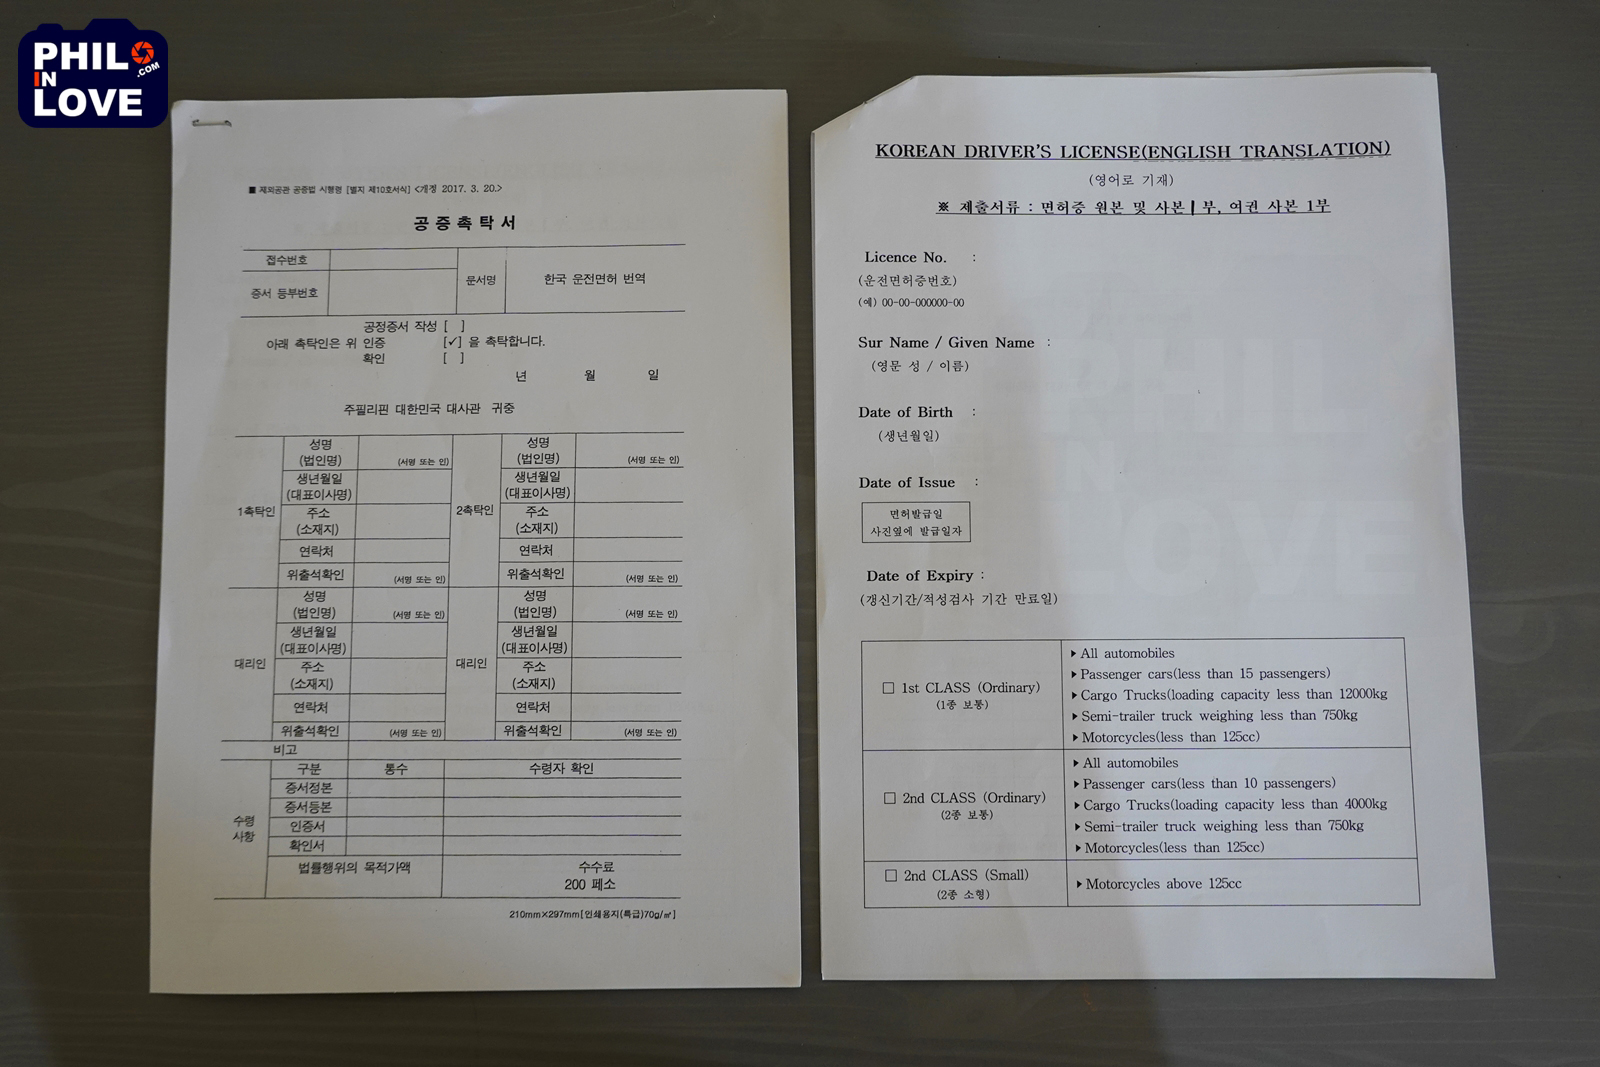 PHIL
IN
.COM
LOVE
■ 재외공관 공증법 시행령 [별지 제10호서식] <개정 2017. 3. 20.>
공증촉탁서
접수번호
증서 등부번호
문서명
한국 운전면허 번역
공정증서 작성 [ ]
아래 촉탁인은 위 인증 [✓] 을 촉탁합니다.
확인 [ ]
년 월 일
주필리핀 대한민국 대사관 귀중
1촉탁인
성명
(법인명)
(서명 또는 인)
생년월일
(대표이사명)
주소
(소재지)
연락처
위출석확인
(서명 또는 인)
2촉탁인
성명
(법인명)
(서명 또는 인)
생년월일
(대표이사명)
주소
(소재지)
연락처
위출석확인
(서명 또는 인)
대리인
성명
(법인명)
(서명 또는 인)
생년월일
(대표이사명)
주소
(소재지)
연락처
위출석확인
(서명 또는 인)
대리인
성명
(법인명)
(서명 또는 인)
생년월일
(대표이사명)
주소
(소재지)
연락처
위출석확인
(서명 또는 인)
비고
수령
사항
구분 통수 수령자 확인
증서정본
증서등본
인증서
확인서
법률행위의 목적가액
수수료
200 페소
210mm×297mm[인쇄용지(특급)70g/㎡]
KOREAN DRIVER'S LICENSE(ENGLISH TRANSLATION)
(영어로 기재)
※ 제출서류 : 면허증 원본 및 사본 1부, 여권 사본 1부
Licence No. :
(운전면허증번호)
(예) 00-00-000000-00
Sur Name / Given Name :
(영문 성 / 이름)
Date of Birth :
(생년월일)
Date of Issue :
면허발급일
사진옆에 발급일자
Date of Expiry :
(갱신기간/적성검사 기간 만료일)
□ 1st CLASS (Ordinary)
(1종 보통)
▶All automobiles
▶Passenger cars(less than 15 passengers)
▶Cargo Trucks(loading capacity less than 12000kg
▶Semi-trailer truck weighing less than 750kg
▶Motorcycles(less than 125cc)
□ 2nd CLASS (Ordinary)
(2종 보통)
▶All automobiles
▶Passenger cars(less than 10 passengers)
▶Cargo Trucks(loading capacity less than 4000kg
▶Semi-trailer truck weighing less than 750kg
▶Motorcycles(less than 125cc)
□ 2nd CLASS (Small)
(2종 소형)
▶Motorcycles above 125cc